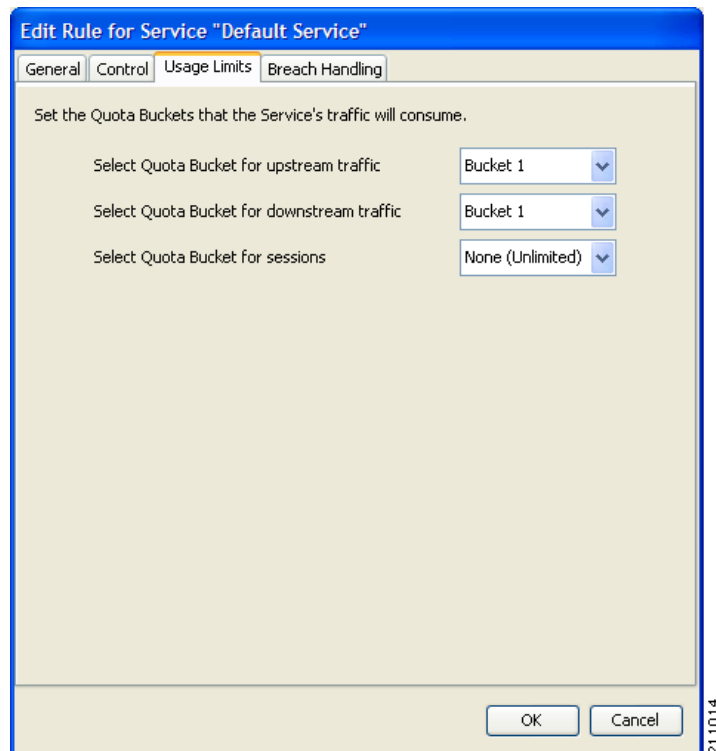 Edit Rule for Service "Default Service"
General Control Usage Limits Breach Handling
Set the Quota Buckets that the Service's traffic will consume.
Select Quota Bucket for upstream traffic Bucket 1
Select Quota Bucket for downstream traffic Bucket 1
Select Quota Bucket for sessions None (Unlimited)
OK Cancel